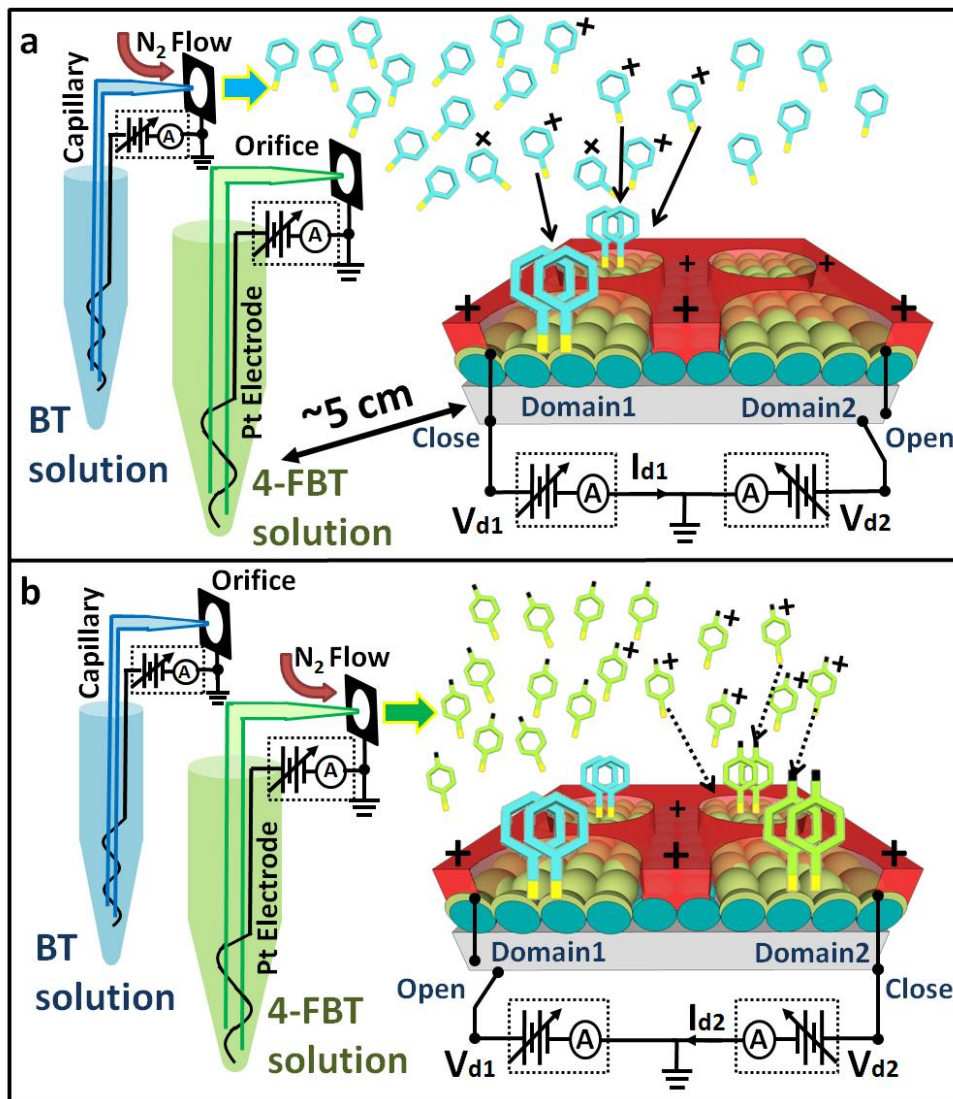 a
N2 Flow
Capillary
A
Orifice
A
Pt Electrode
BT
solution
~5 cm
4-FBT
solution
+ + + + + + + +
+ + + + +
Domain1
Domain2
Close
Open
Id1
A
A
Vd1
Vd2
b
Orifice
Capillary
A
N2 Flow
A
Pt Electrode
BT
solution
4-FBT
solution
+ + + + + + +
+ + + +
Domain1
Domain2
Open
Close
Id2
A
A
Vd1
Vd2